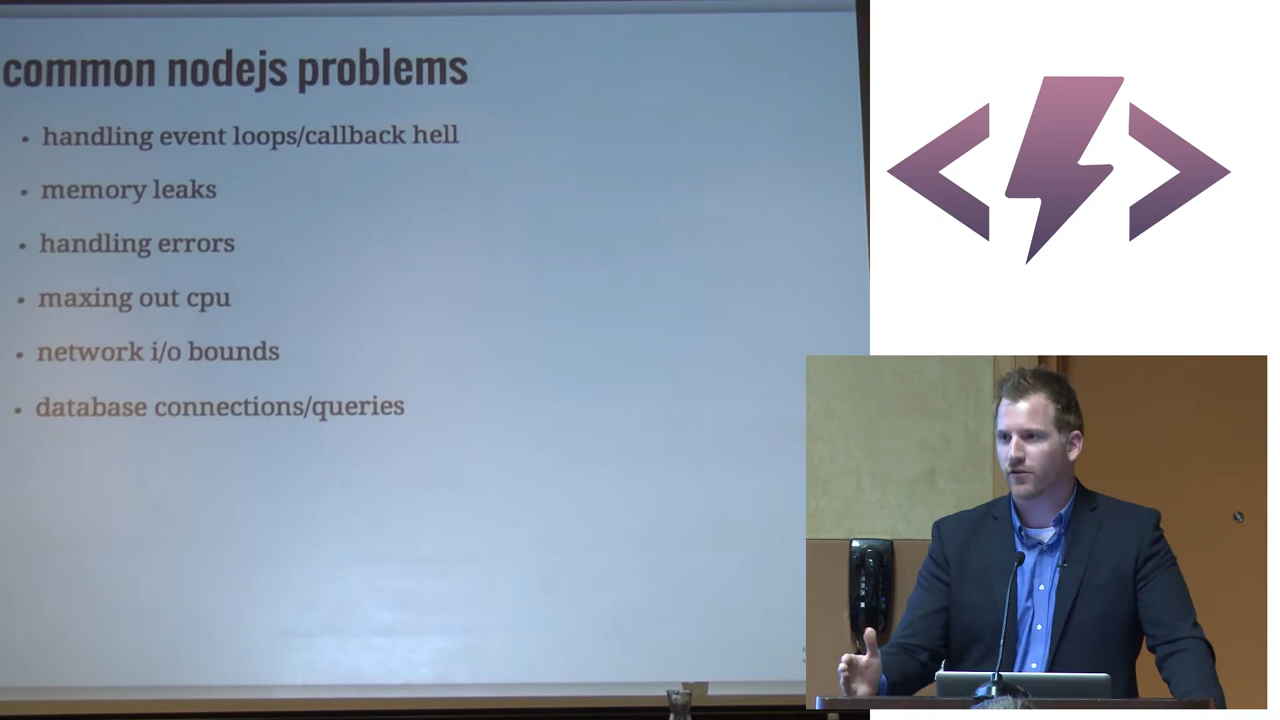 common nodejs problems
• handling event loops/callback hell
• memory leaks
• handling errors
• maxing out cpu
• network i/o bounds
• database connections/queries